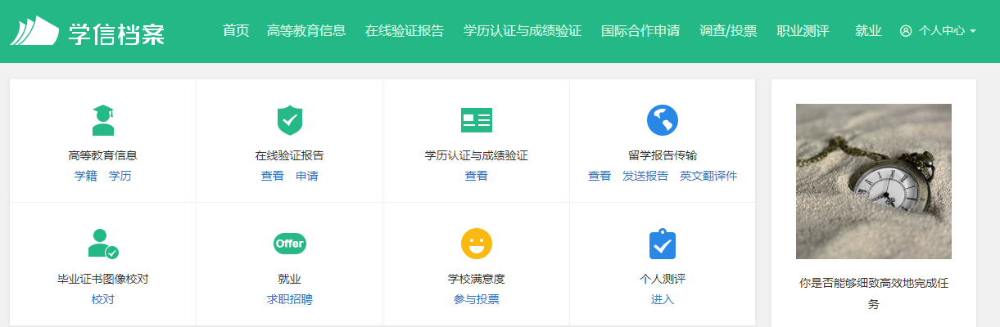 学信档案
首页 高等教育信息 在线验证报告 学历认证与成绩验证 国际合作申请 调查/投票 职业测评 就业 个人中心
高等教育信息
学籍 学历
在线验证报告
查看 申请
学历认证与成绩验证
查看
留学报告传输
查看 发送报告 英文翻译件
毕业证书图像校对
校对
Offer
就业
求职招聘
学校满意度
参与投票
个人测评
进入
你是否能够细致高效地完成任
务